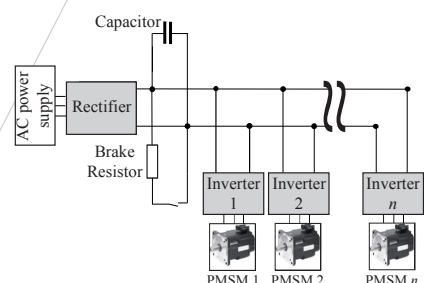 Capacitor
AC power
supply
Rectifier
Brake
Resistor
Inverter
1
Inverter
2
Inverter
n
PMSM 1
PMSM 2
PMSM n